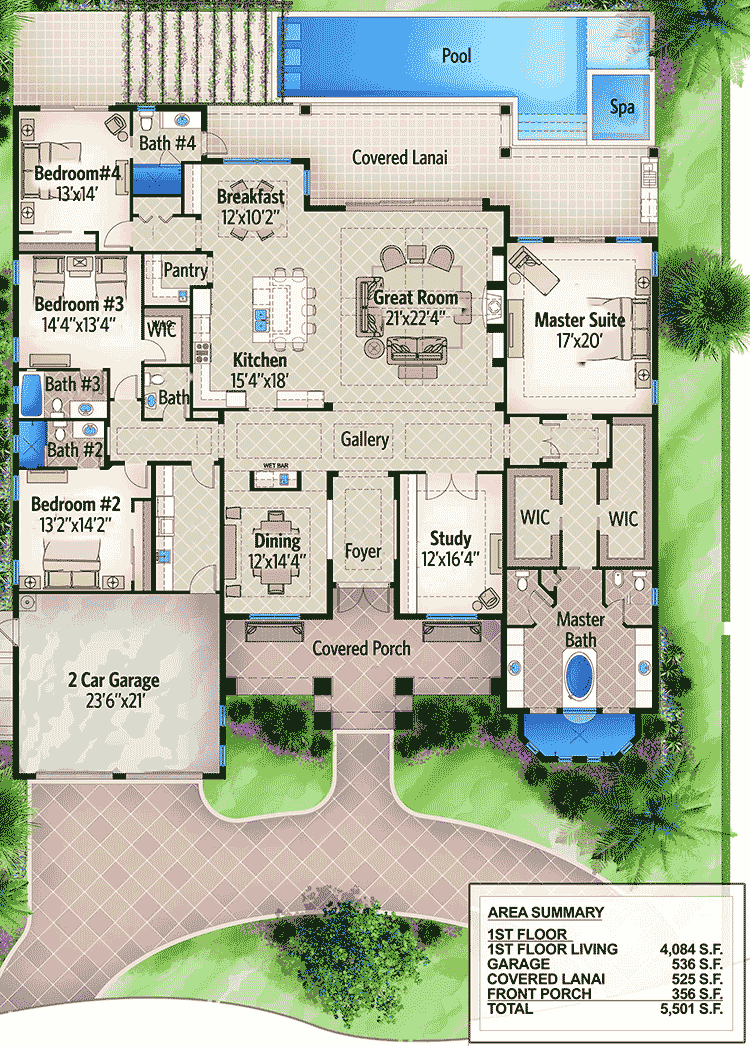 Pool
Spa
Bath #4
Covered Lanai
Bedroom#4
13'x14'
Breakfast
12'x10'2"
Pantry
Bedroom #3
14'4"x13'4"
Great Room
21'x22'4"
WIC
Master Suite
17'x20'
Kitchen
15'4"x18'
Bath #3
Bath
Gallery
Bath #2
WET BAR
Bedroom #2
13'2"x14'2"
WIC
WIC
Dining
12'x14'4"
Foyer
Study
12'x16'4"
Master
Bath
Covered Porch
2 Car Garage
23'6"x21'
AREA SUMMARY
1ST FLOOR
1ST FLOOR LIVING 4,084 S.F.
GARAGE 536 S.F.
COVERED LANAI 525 S.F.
FRONT PORCH 356 S.F.
TOTAL 5,501 S.F.